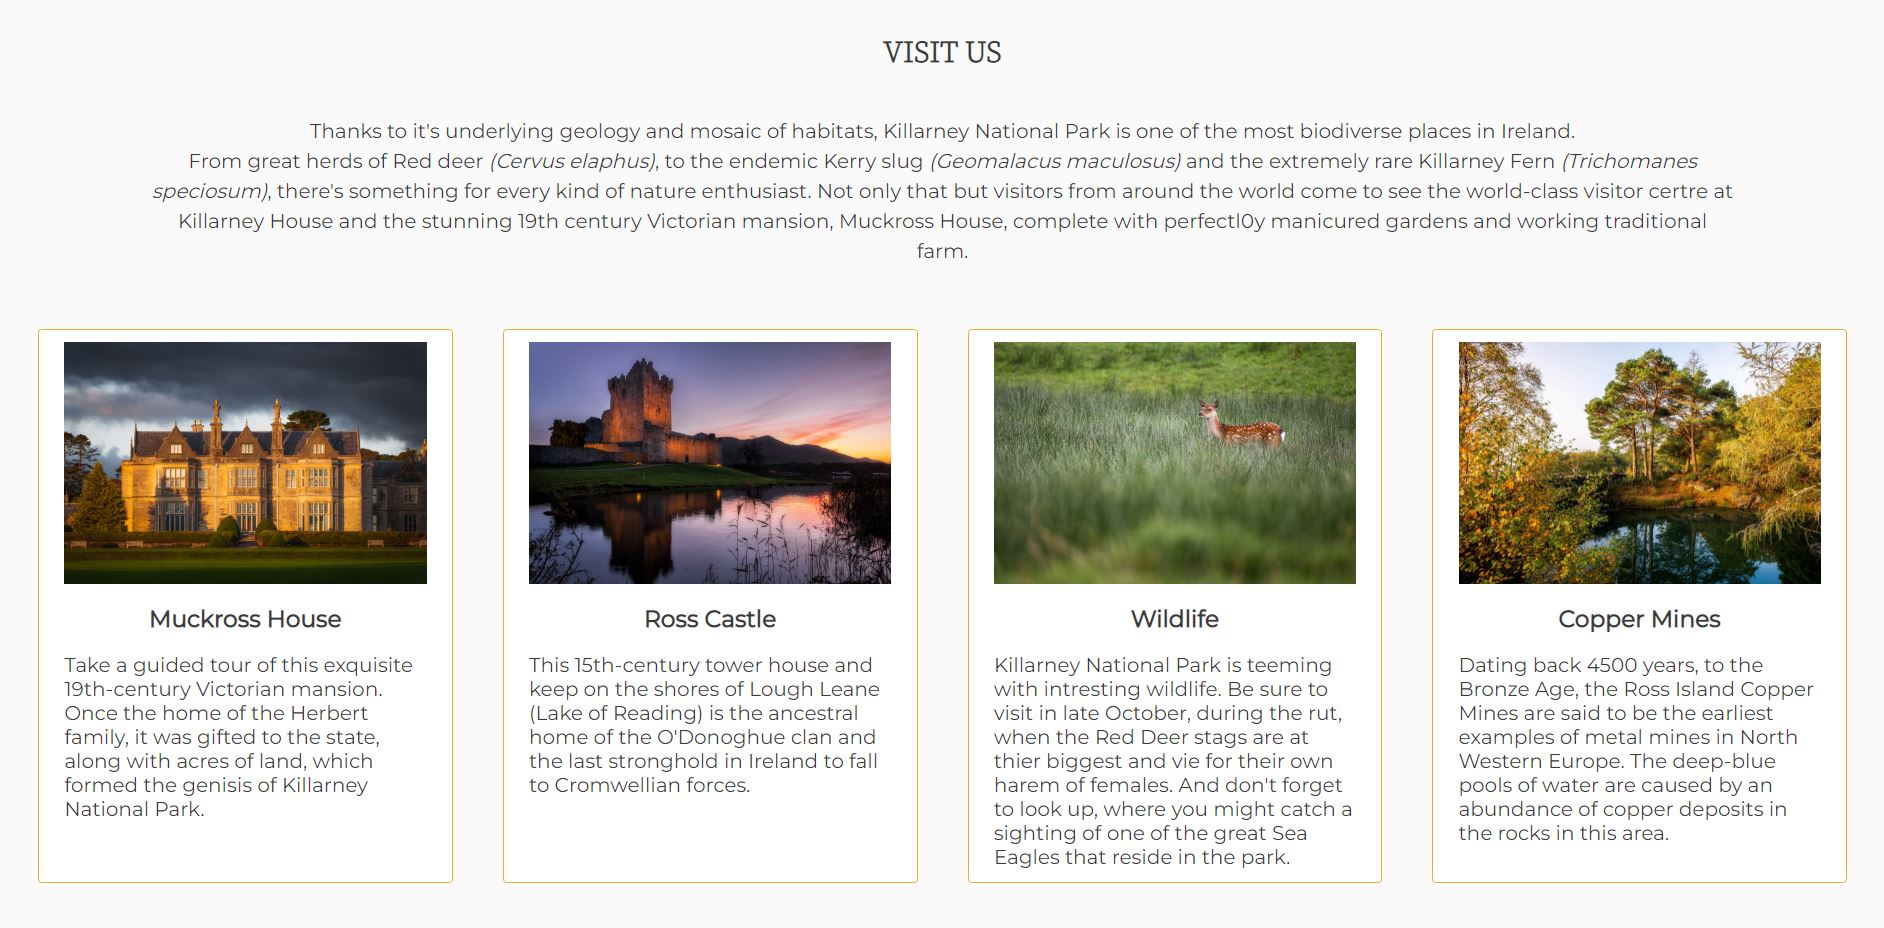 VISIT US
Thanks to it's underlying geology and mosaic of habitats, Killarney National Park is one of the most biodiverse places in Ireland.
From great herds of Red deer (Cervus elaphus), to the endemic Kerry slug (Geomalacus maculosus) and the extremely rare Killarney Fern (Trichomanes
speciosum), there's something for every kind of nature enthusiast. Not only that but visitors from around the world come to see the world-class visitor certre at
Killarney House and the stunning 19th century Victorian mansion, Muckross House, complete with perfectl0y manicured gardens and working traditional
farm.
Muckross House
Take a guided tour of this exquisite
19th-century Victorian mansion.
Once the home of the Herbert
family, it was gifted to the state,
along with acres of land, which
formed the genisis of Killarney
National Park.
Ross Castle
This 15th-century tower house and
keep on the shores of Lough Leane
(Lake of Reading) is the ancestral
home of the O'Donoghue clan and
the last stronghold in Ireland to fall
to Cromwellian forces.
Wildlife
Killarney National Park is teeming
with intresting wildlife. Be sure to
visit in late October, during the rut,
when the Red Deer stags are at
thier biggest and vie for their own
harem of females. And don't forget
to look up, where you might catch a
sighting of one of the great Sea
Eagles that reside in the park.
Copper Mines
Dating back 4500 years, to the
Bronze Age, the Ross Island Copper
Mines are said to be the earliest
examples of metal mines in North
Western Europe. The deep-blue
pools of water are caused by an
abundance of copper deposits in
the rocks in this area.